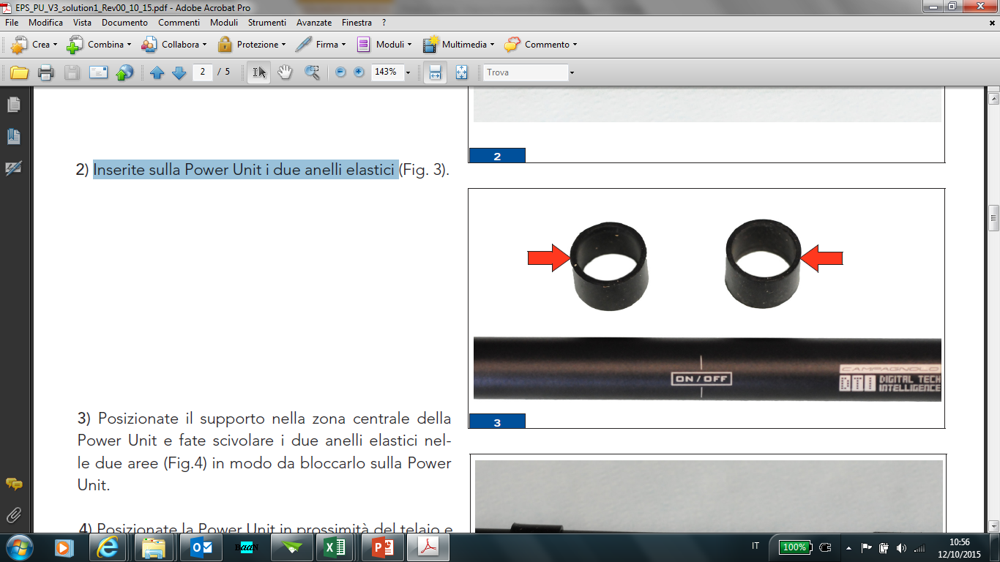 EPS_PU_V3_solution1_Rev00_10_15.pdf - Adobe Acrobat Pro
File Modifica Vista Documento Commenti Moduli Strumenti Avanzate Finestra ?
Crea Combina Collabora Protezione Firma Moduli Multimedia Commento
2 / 5 143% Trova
2
2) Inserite sulla Power Unit i due anelli elastici (Fig. 3).
ON / OFF
CAMPAGNOLO
DTI DIGITAL TECH
INTELLIGENCE
3
3) Posizionate il supporto nella zona centrale della
Power Unit e fate scivolare i due anelli elastici nel-
le due aree (Fig.4) in modo da bloccarlo sulla Power
Unit.
4) Posizionate la Power Unit in prossimità del telaio e
BaaN
IT
100%
10:56
12/10/2015